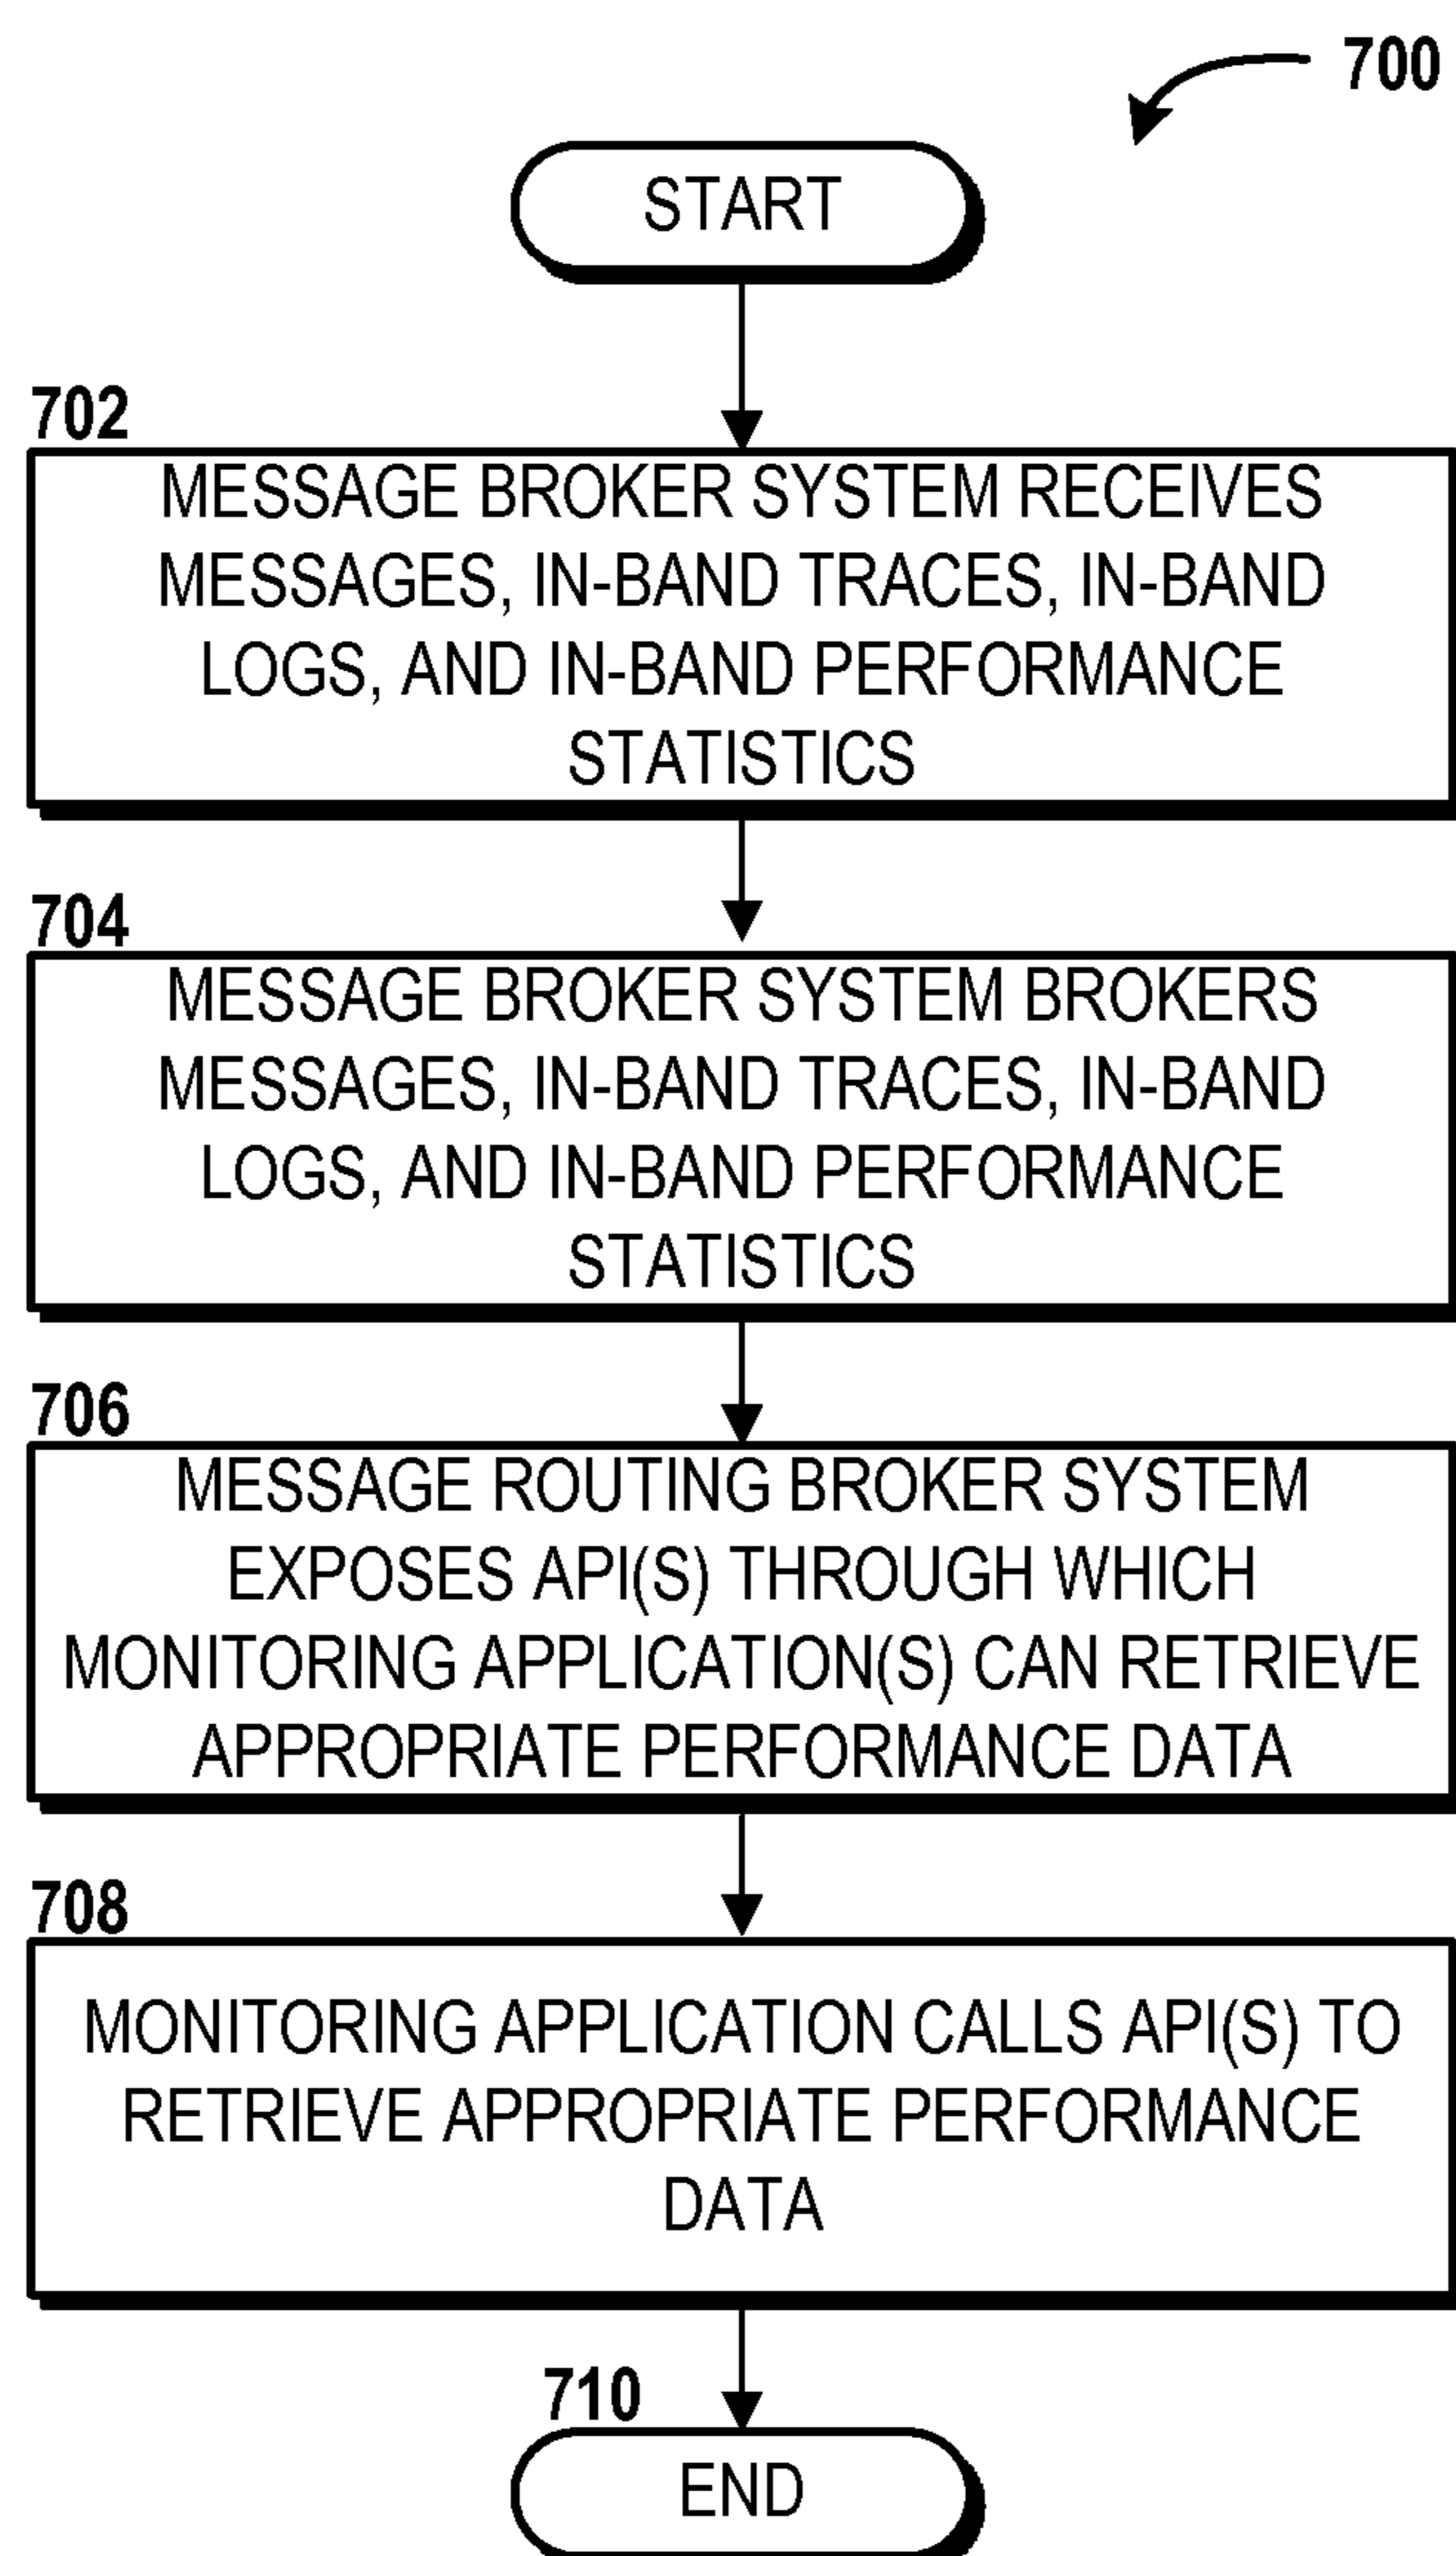 700
START
702
MESSAGE BROKER SYSTEM RECEIVES
MESSAGES, IN-BAND TRACES, IN-BAND
LOGS, AND IN-BAND PERFORMANCE
STATISTICS
704
MESSAGE BROKER SYSTEM BROKERS
MESSAGES, IN-BAND TRACES, IN-BAND
LOGS, AND IN-BAND PERFORMANCE
STATISTICS
706
MESSAGE ROUTING BROKER SYSTEM
EXPOSES API(S) THROUGH WHICH
MONITORING APPLICATION(S) CAN RETRIEVE
APPROPRIATE PERFORMANCE DATA
708
MONITORING APPLICATION CALLS API(S) TO
RETRIEVE APPROPRIATE PERFORMANCE
DATA
710
END